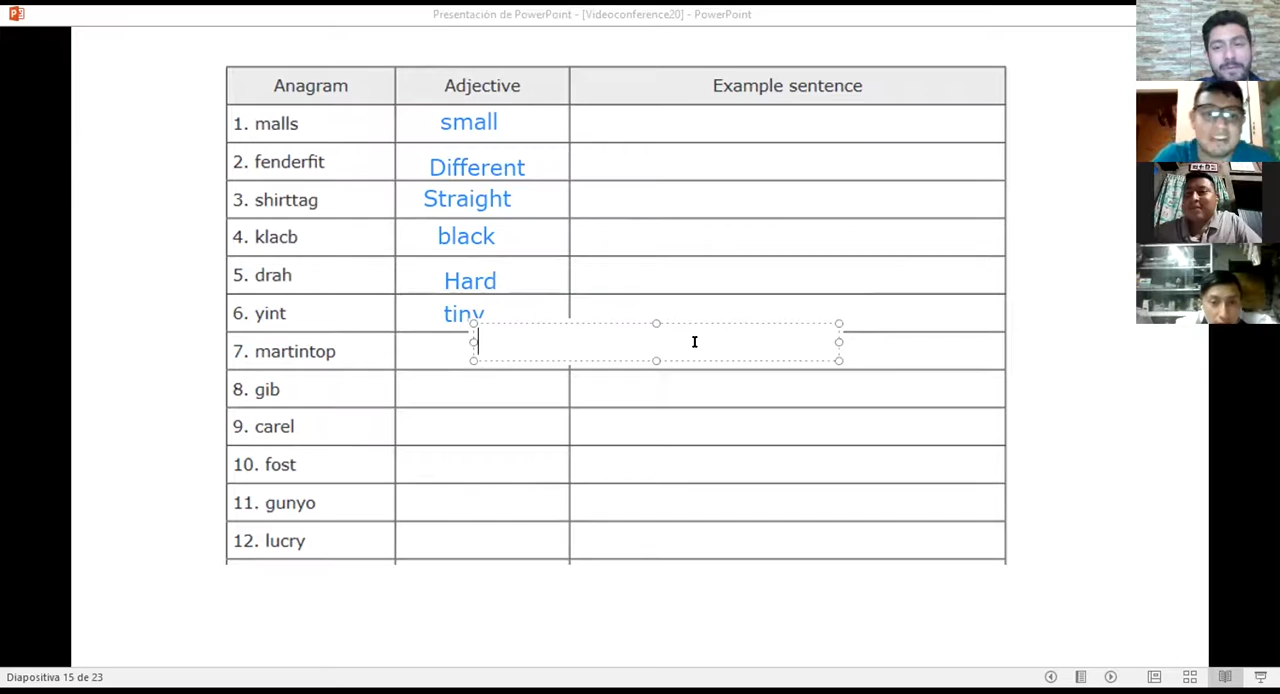 Presentación de PowerPoint - [Videoconference20] - PowerPoint
Anagram Adjective Example sentence
1. malls small
2. fenderfit Different
3. shirttag Straight
4. klacb black
5. drah Hard
6. yint tiny
7. martintop
8. gib
9. carel
10. fost
11. gunyo
12. lucry
Diapositiva 15 de 23